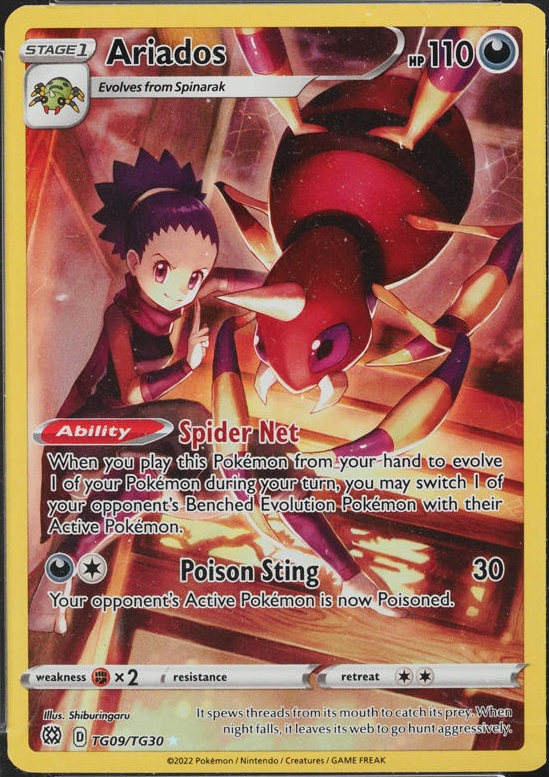 STAGE 1 Ariados HP 110
Evolves from Spinarak
Ability Spider Net
When you play this Pokémon from your hand to evolve
1 of your Pokémon during your turn, you may switch 1 of
your opponent's Benched Evolution Pokémon with their
Active Pokémon.
Poison Sting 30
Your opponent's Active Pokémon is now Poisoned.
weakness ×2 resistance retreat
Illus. Shiburingaru
It spews threads from its mouth to catch its prey. When
night falls, it leaves its web to go hunt aggressively.
D TG09/TG30
©2022 Pokémon / Nintendo / Creatures / GAME FREAK